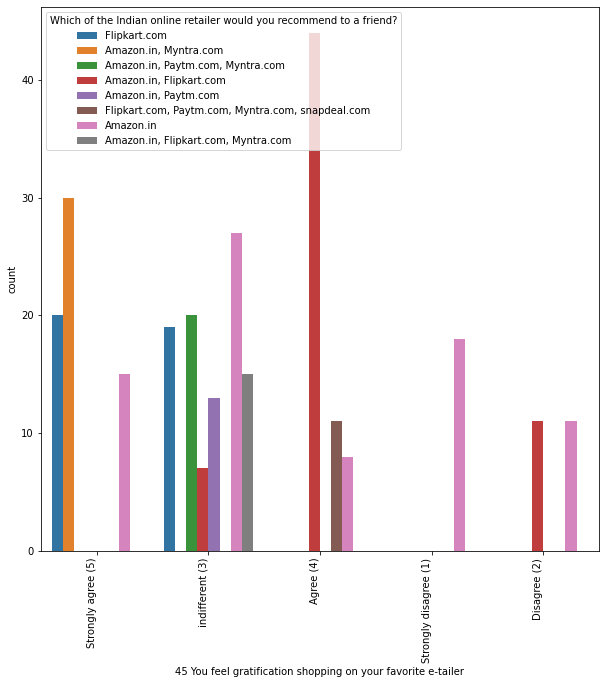 Which of the Indian online retailer would you recommend to a friend?
Flipkart.com
Amazon.in, Myntra.com
Amazon.in, Paytm.com, Myntra.com
Amazon.in, Flipkart.com
Amazon.in, Paytm.com
Flipkart.com, Paytm.com, Myntra.com, snapdeal.com
Amazon.in
Amazon.in, Flipkart.com, Myntra.com
40
30
20
10
0
count
Strongly agree (5)
indifferent (3)
Agree (4)
Strongly disagree (1)
Disagree (2)
45 You feel gratification shopping on your favorite e-tailer